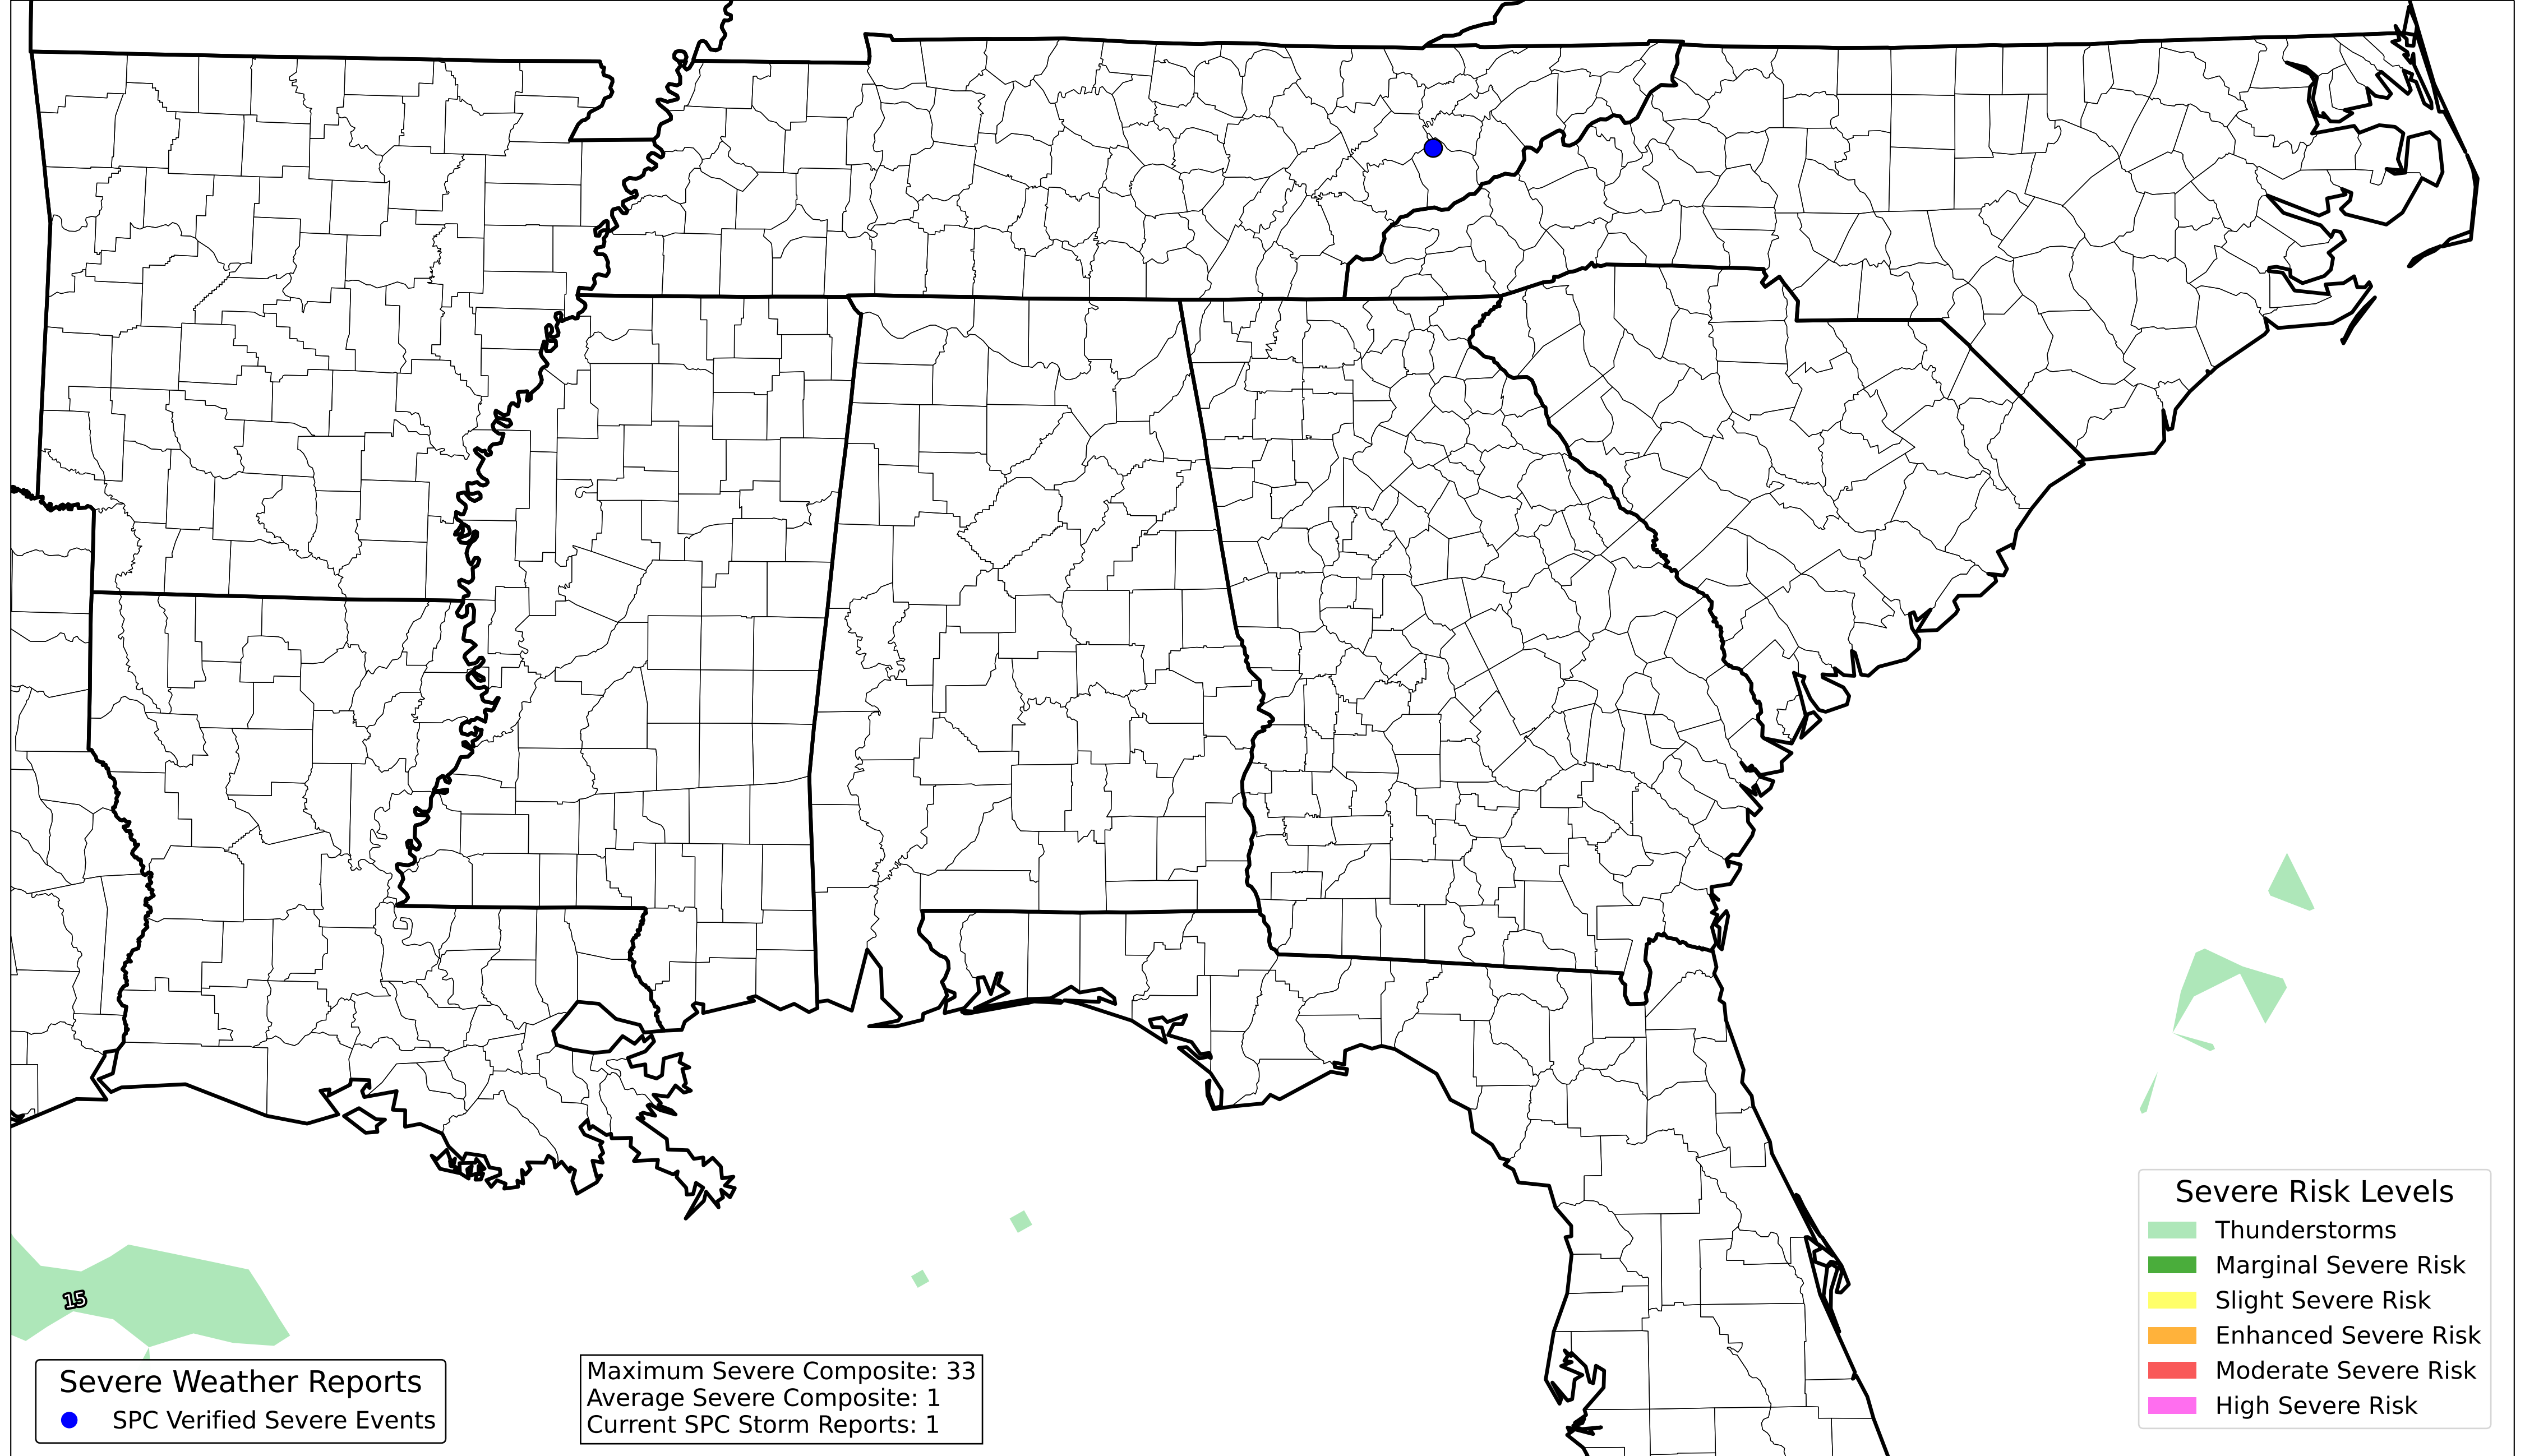 15
Severe Weather Reports
SPC Verified Severe Events
Maximum Severe Composite: 33
Average Severe Composite: 1
Current SPC Storm Reports: 1
Severe Risk Levels
Thunderstorms
Marginal Severe Risk
Slight Severe Risk
Enhanced Severe Risk
Moderate Severe Risk
High Severe Risk